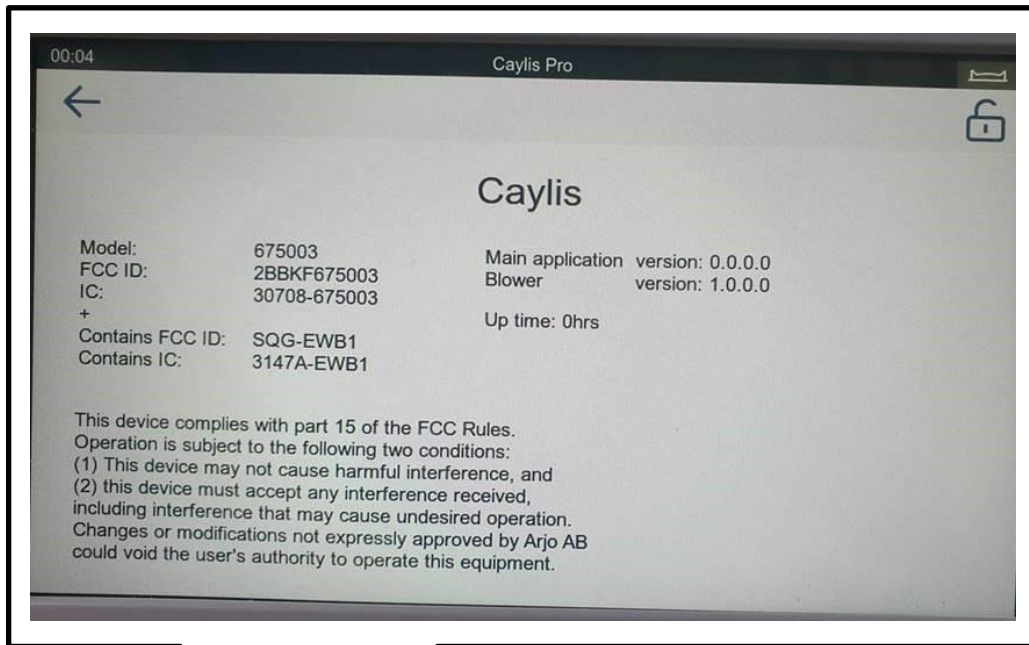 00:04
Caylis Pro
Caylis
Model: 675003
FCC ID: 2BBKF675003
IC: 30708-675003
+
Contains FCC ID: SQG-EWB1
Contains IC: 3147A-EWB1
Main application version: 0.0.0.0
Blower version: 1.0.0.0
Up time: 0hrs
This device complies with part 15 of the FCC Rules.
Operation is subject to the following two conditions:
(1) This device may not cause harmful interference, and
(2) this device must accept any interference received,
including interference that may cause undesired operation.
Changes or modifications not expressly approved by Arjo AB
could void the user's authority to operate this equipment.